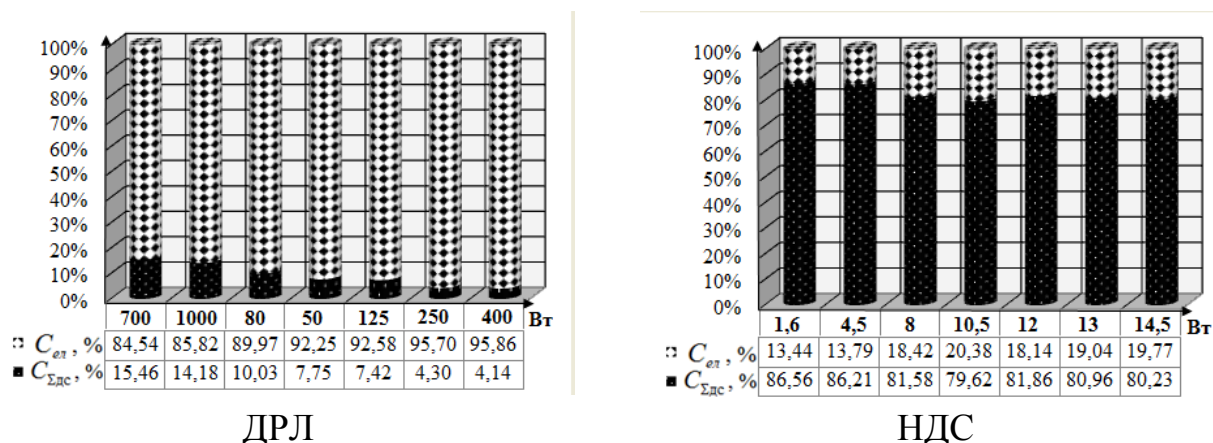 100%
90%
80%
70%
60%
50%
40%
30%
20%
10%
0%
700 1000 80 50 125 250 400 Вт
Cел, % 84,54 85,82 89,97 92,25 92,58 95,70 95,86
CΣдс, % 15,46 14,18 10,03 7,75 7,42 4,30 4,14
ДРЛ
100%
90%
80%
70%
60%
50%
40%
30%
20%
10%
0%
1,6 4,5 8 10,5 12 13 14,5 Вт
Cел, % 13,44 13,79 18,42 20,38 18,14 19,04 19,77
CΣдс, % 86,56 86,21 81,58 79,62 81,86 80,96 80,23
НДС